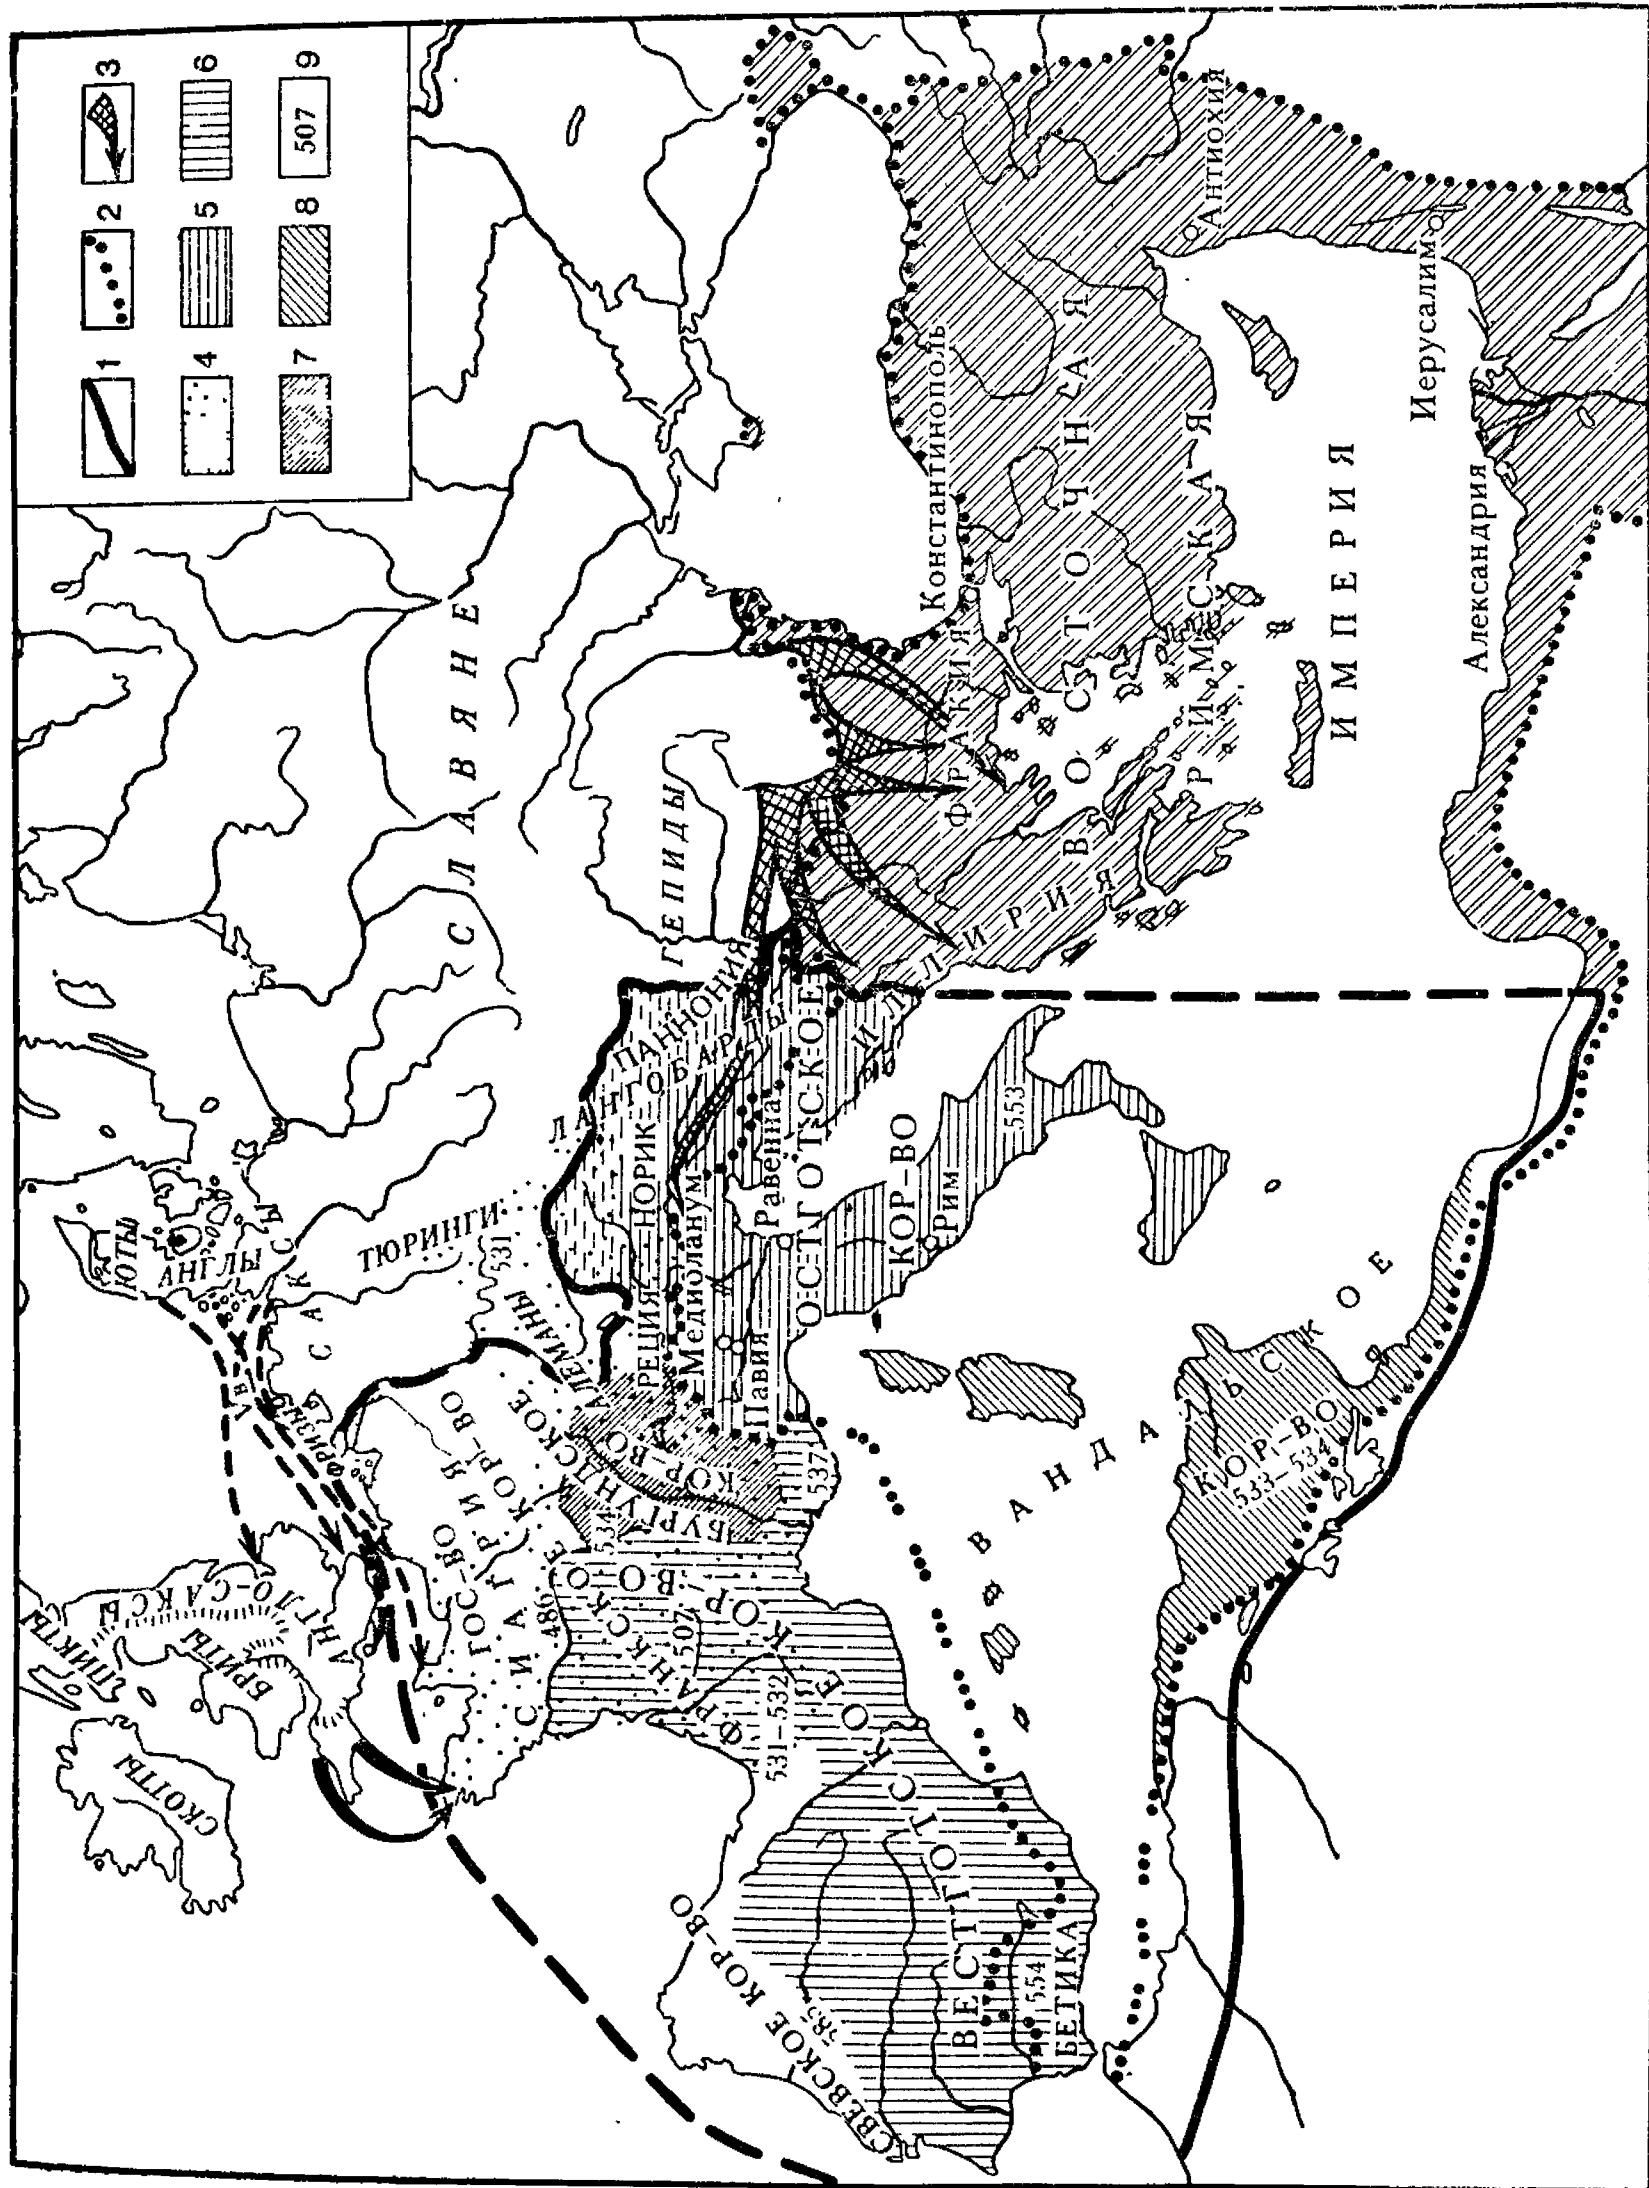 1
2
3
4
5
6
7
8
9
507
СКОТТЫ
ПИКТЫ
БРИТЫ
АНГЛО-САКСЫ
ЮТЫ
АНГЛЫ
САКСЫ
V в.
ФРИЗЫ
ТЮРИНГИ
531
СЛАВЯНЕ
ГЕПИДЫ
ЛАНГОБАРДЫ
ПАННОНИЯ
НОРИК
РЕЦИЯ
АЛЕМАННЫ
ГОС-ВО
СИАГРИЯ
486
ФРАНКСКОЕ
КОР-ВО
507
531–532
БУРГУНДСКОЕ
КОР-ВО
534
537
Медиоланум
Павия
Равенна
ОСТГОТСКОЕ
КОР-ВО
Рим
553
ИЛЛИРИЯ
ФРАКИЯ
Константинополь
ВОСТОЧНАЯ
РИМСКАЯ
ИМПЕРИЯ
Антиохия
Иерусалим
Александрия
СВЕВСКОЕ КОР-ВО
585
ВЕСТГОТСКОЕ
КОР-ВО
554
БЕТИКА
ВАНДАЛЬСКОЕ
КОР-ВО
533–534